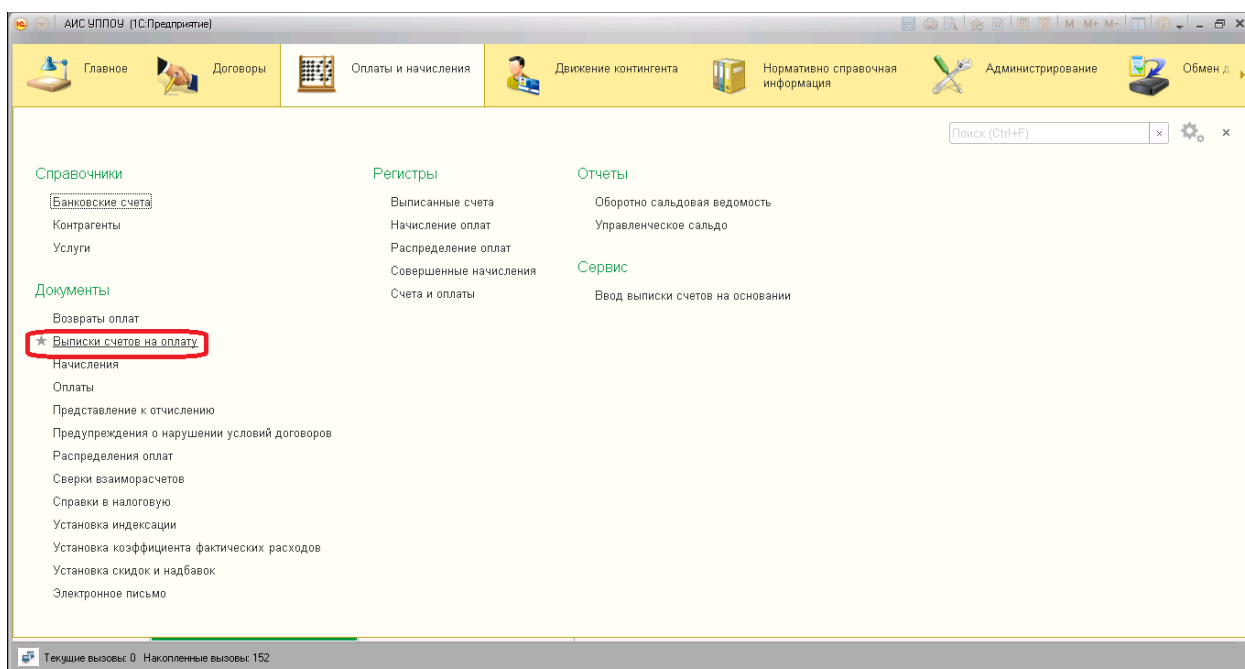 АИС УППОУ (1С:Предприятие)
M M+ M-
Главное
Договоры
Оплаты и начисления
Движение контингента
Нормативно справочная
информация
Администрирование
Обмен д
Поиск (Ctrl+F)
Справочники
Банковские счета
Контрагенты
Услуги
Документы
Возвраты оплат
Выписки счетов на оплату
Начисления
Оплаты
Представление к отчислению
Предупреждения о нарушении условий договоров
Распределения оплат
Сверки взаиморасчетов
Справки в налоговую
Установка индексации
Установка коэффициента фактических расходов
Установка скидок и надбавок
Электронное письмо
Регистры
Выписанные счета
Начисление оплат
Распределение оплат
Совершенные начисления
Счета и оплаты
Отчеты
Оборотно сальдовая ведомость
Управленческое сальдо
Сервис
Ввод выписки счетов на основании
Текущие вызовы: 0 Накопленные вызовы: 152